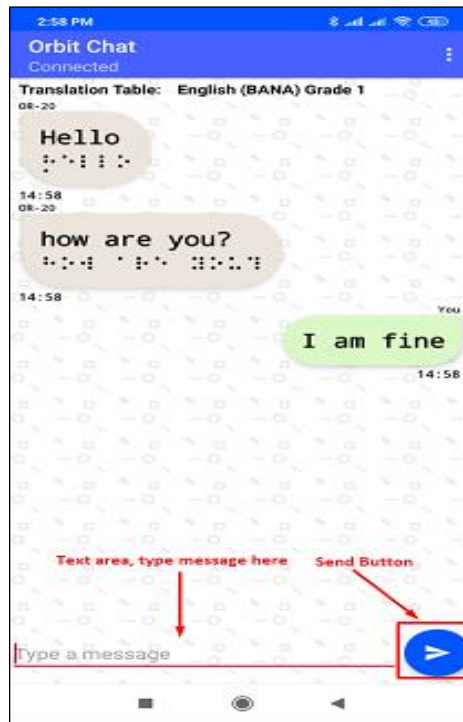 2:58 PM
Orbit Chat
Connected
Translation Table: English (BANA) Grade 1
OR-20
Hello
⠓⠑⠇⠇⠕
14:58
OR-20
how are you?
⠓⠕⠺ ⠁⠗⠑ ⠽⠕⠥⠹
14:58
You
I am fine
14:58
Text area, type message here
Send Button
Type a message